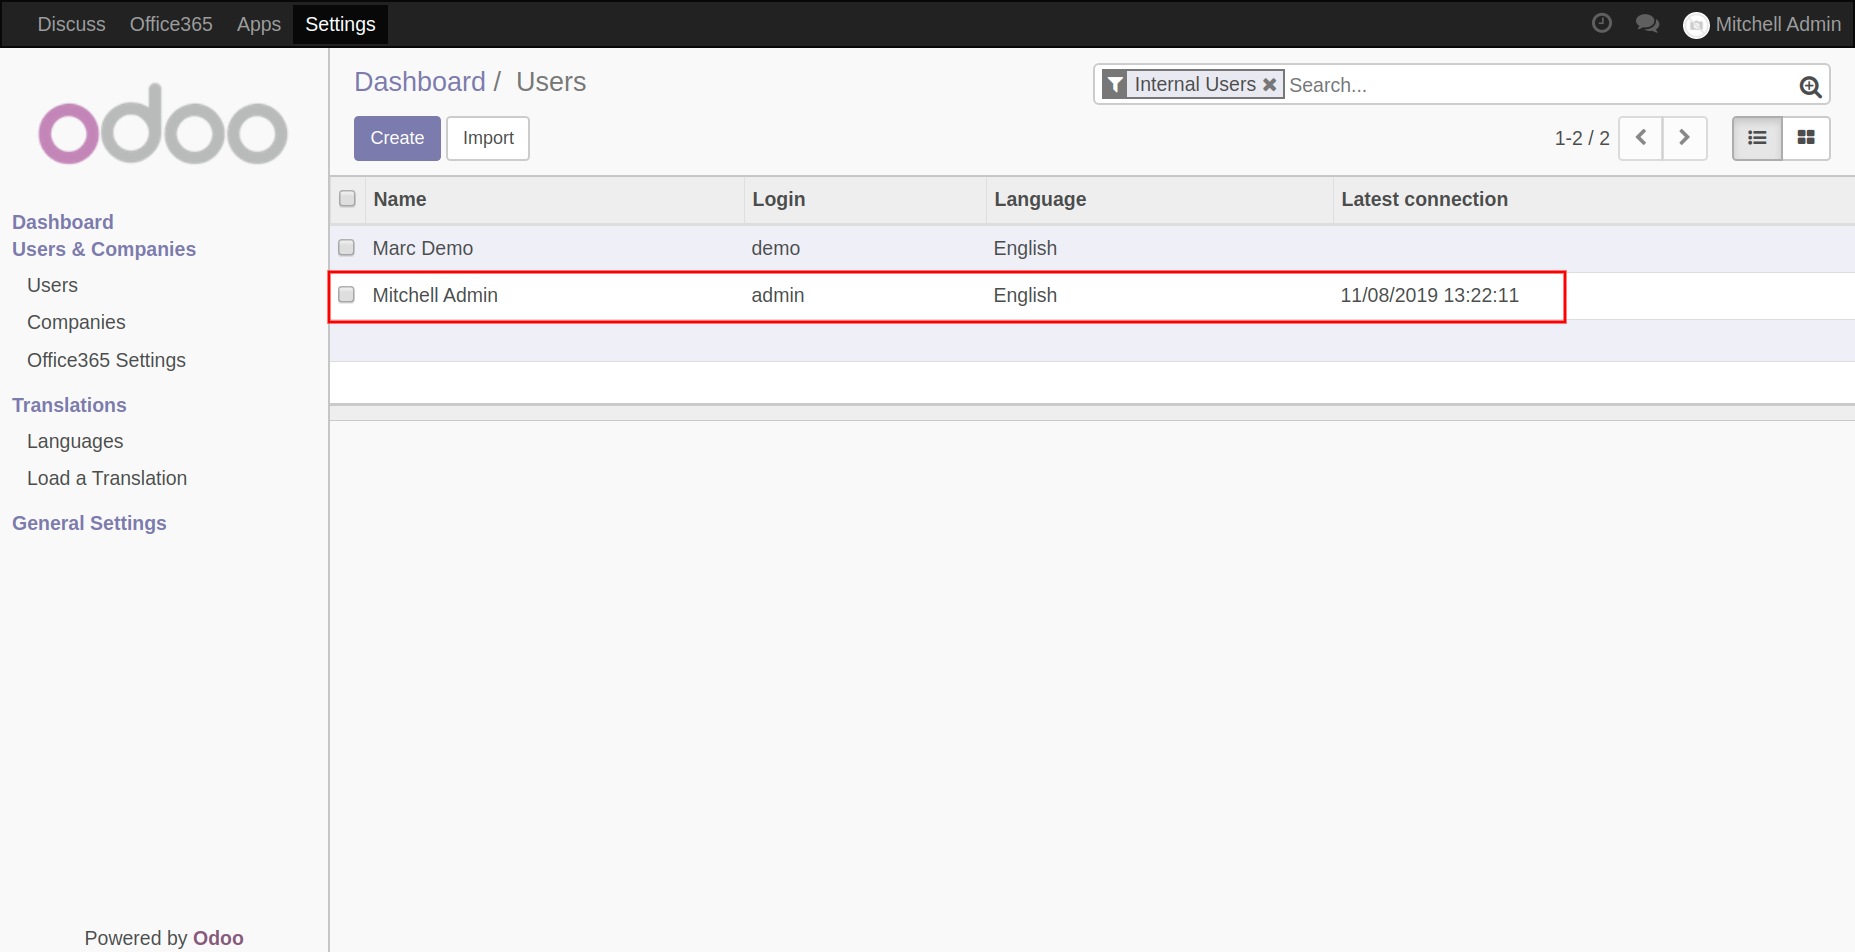 Discuss Office365 Apps Settings Mitchell Admin
odoo
Dashboard
Users & Companies
Users
Companies
Office365 Settings
Translations
Languages
Load a Translation
General Settings
Powered by Odoo
Dashboard / Users
Internal Users Search...
Create Import 1-2 / 2
Name Login Language Latest connection
Marc Demo demo English
Mitchell Admin admin English 11/08/2019 13:22:11